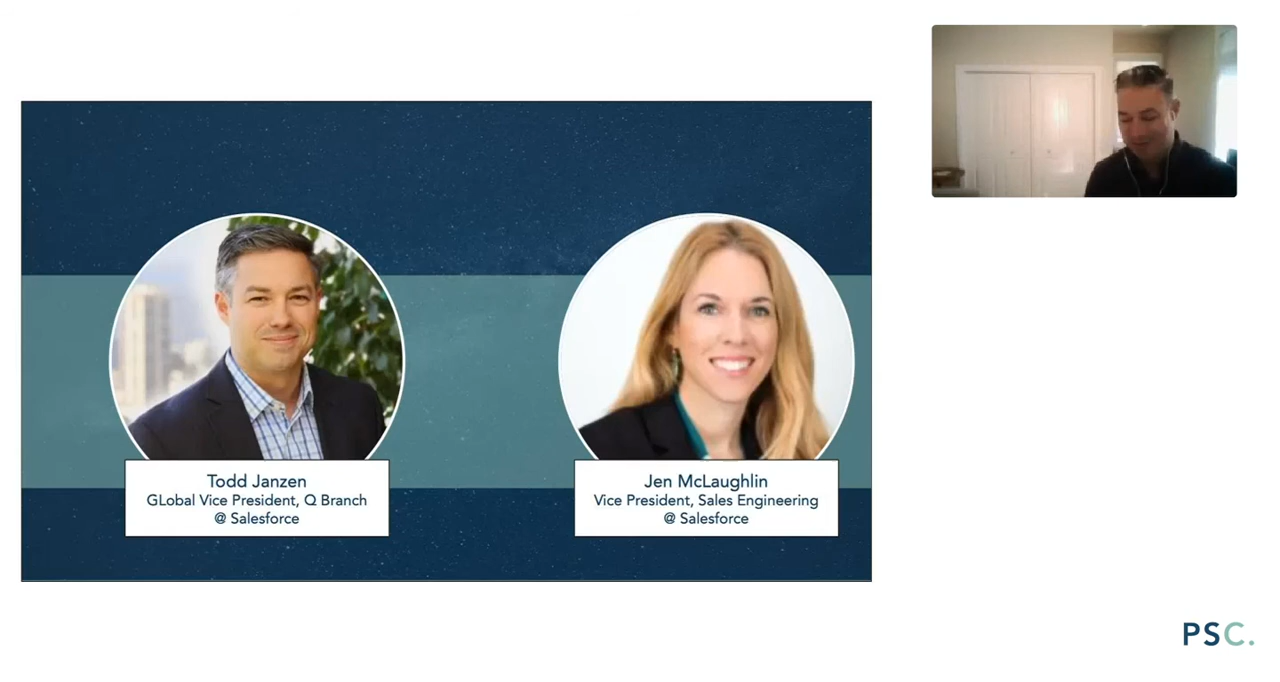 Todd Janzen
GLobal Vice President, Q Branch
@ Salesforce
Jen McLaughlin
Vice President, Sales Engineering
@ Salesforce
PSC.